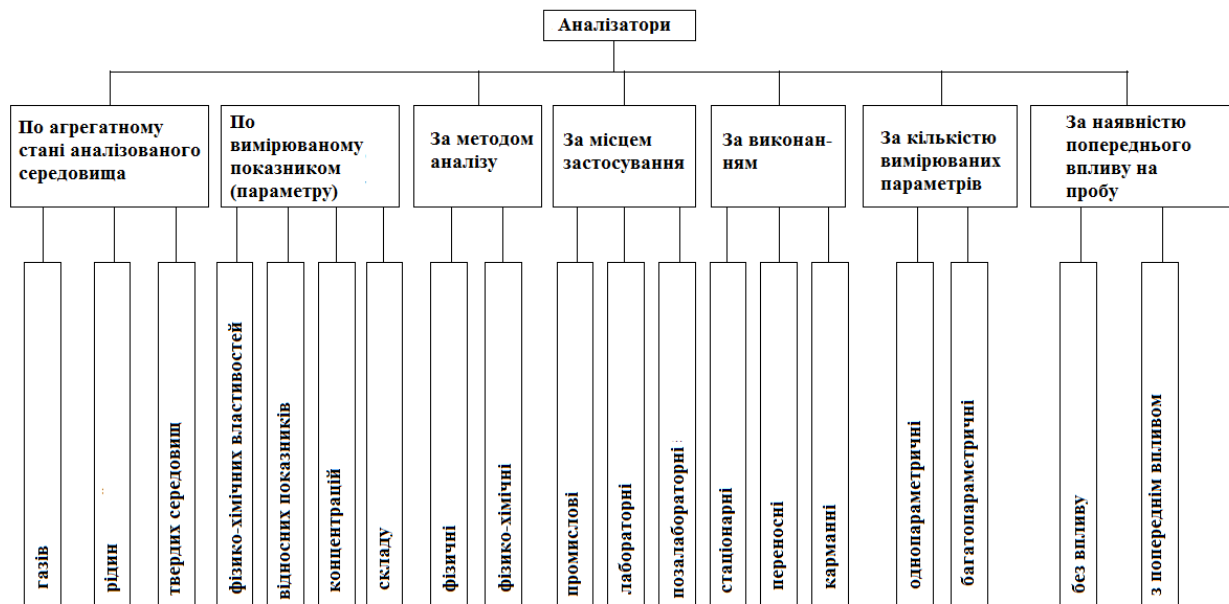 Аналізатори
По агрегатному
стані аналізованого
середовища
По
вимірюваному
показником
(параметру)
За методом
аналізу
За місцем
застосування
За виконан-
ням
За кількістю
вимірюваних
параметрів
За наявністю
попереднього
впливу на
пробу
газів
рідин
твердих середовищ
фізико-хімічних властивостей
відносних показників
концентрацій
складу
фізичні
фізико-хімічні
промислові
лабораторні
позалабораторні
стаціонарні
переносні
карманні
однопараметричні
багатопараметричні
без впливу
з попереднім впливом